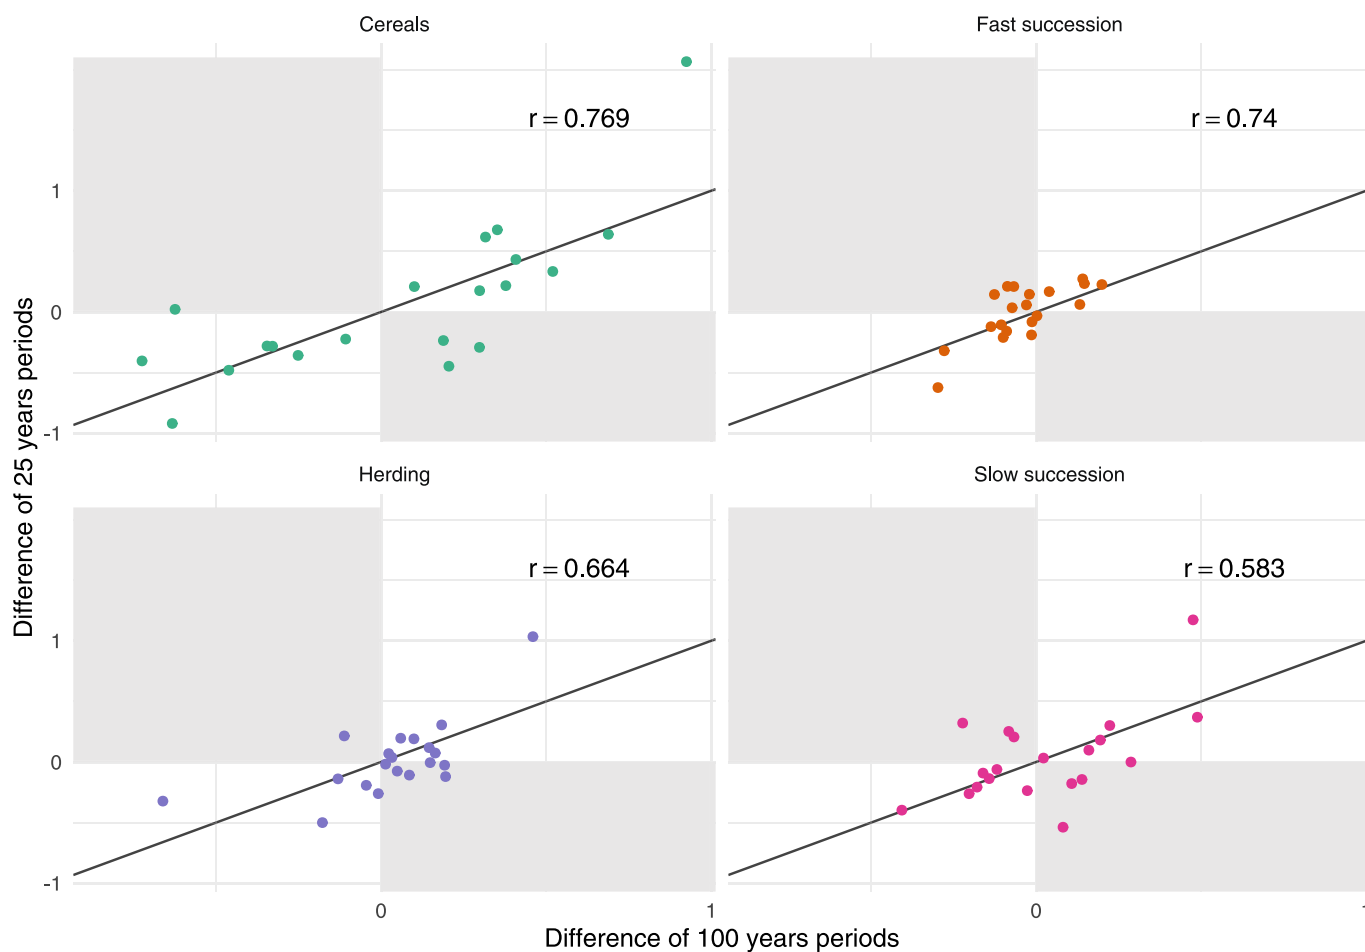 Cereals
Fast succession
r = 0.769
r = 0.74
1
0
-1
Herding
Slow succession
r = 0.664
r = 0.583
1
0
-1
0
1
0
1
Difference of 100 years periods
Difference of 25 years periods